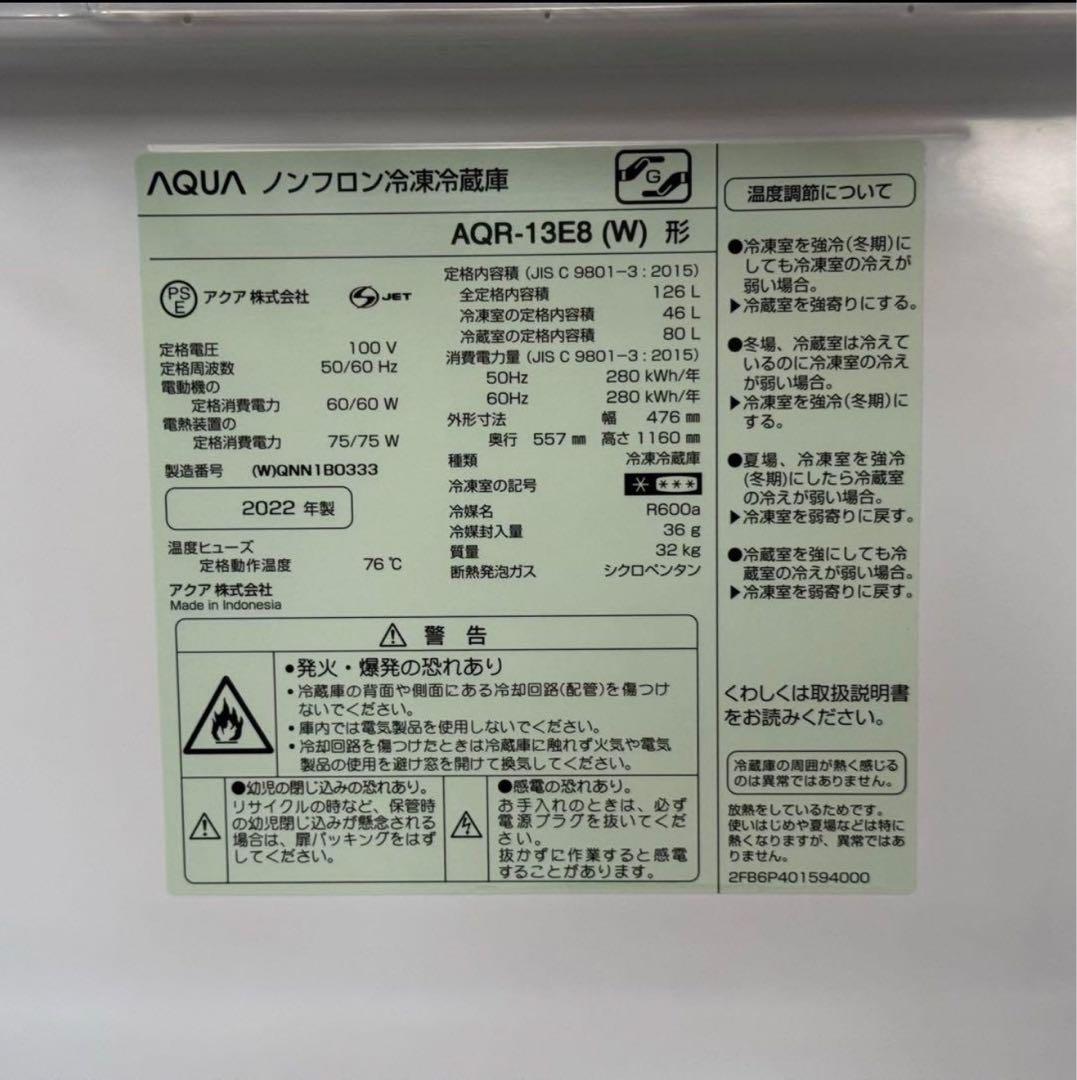 AQUA ノンフロン冷凍冷蔵庫
G
AQR-13E8 (W) 形
PS
E
アクア 株式会社
S JET
定格電圧 100 V
定格周波数 50/60 Hz
電動機の
定格消費電力 60/60 W
電熱装置の
定格消費電力 75/75 W
製造番号 (W)QNN1B0333
2022 年製
温度ヒューズ
定格動作温度 76 ℃
アクア 株式会社
Made in Indonesia
定格内容積 (JIS C 9801-3 : 2015)
全定格内容積 126 L
冷凍室の定格内容積 46 L
冷蔵室の定格内容積 80 L
消費電力量 (JIS C 9801-3 : 2015)
50Hz 280 kWh/年
60Hz 280 kWh/年
外形寸法 幅 476 ㎜
奥行 557 ㎜ 高さ 1160 ㎜
種類 冷凍冷蔵庫
冷凍室の記号 * ***
冷媒名 R600a
冷媒封入量 36 g
質量 32 kg
断熱発泡ガス シクロペンタン
⚠ 警 告
•発火・爆発の恐れあり
・冷蔵庫の背面や側面にある冷却回路(配管)を傷つけ
ないでください。
・庫内では電気製品を使用しないでください。
・冷却回路を傷つけたときは冷蔵庫に触れず火気や電気
製品の使用を避け窓を開けて換気してください。
●幼児の閉じ込みの恐れあり。
リサイクルの時など、保管時
の幼児閉じ込みが懸念される
場合は、扉パッキングをはず
してください。
●感電の恐れあり。
お手入れのときは、必ず
電源プラグを抜いてくだ
さい。
抜かずに作業すると感電
することがあります。
温度調節について
●冷凍室を強冷(冬期)に
しても冷凍室の冷えが
弱い場合。
▶冷蔵室を強寄りにする。
●冬場、冷蔵室は冷えて
いるのに冷凍室の冷え
が弱い場合。
▶冷凍室を強冷(冬期)に
する。
●夏場、冷凍室を強冷
(冬期)にしたら冷蔵室
の冷えが弱い場合。
▶冷凍室を弱寄りに戻す。
●冷蔵室を強にしても冷
蔵室の冷えが弱い場合。
▶冷凍室を弱寄りに戻す。
くわしくは取扱説明書
をお読みください。
冷蔵庫の周囲が熱く感じる
のは異常ではありません。
放熱をしているためです。
使いはじめや夏場などは特に
熱くなりますが、異常ではあ
りません。
2FB6P401594000